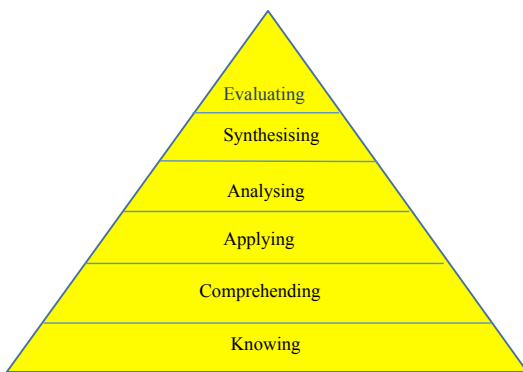 Evaluating
Synthesising
Analysing
Applying
Comprehending
Knowing